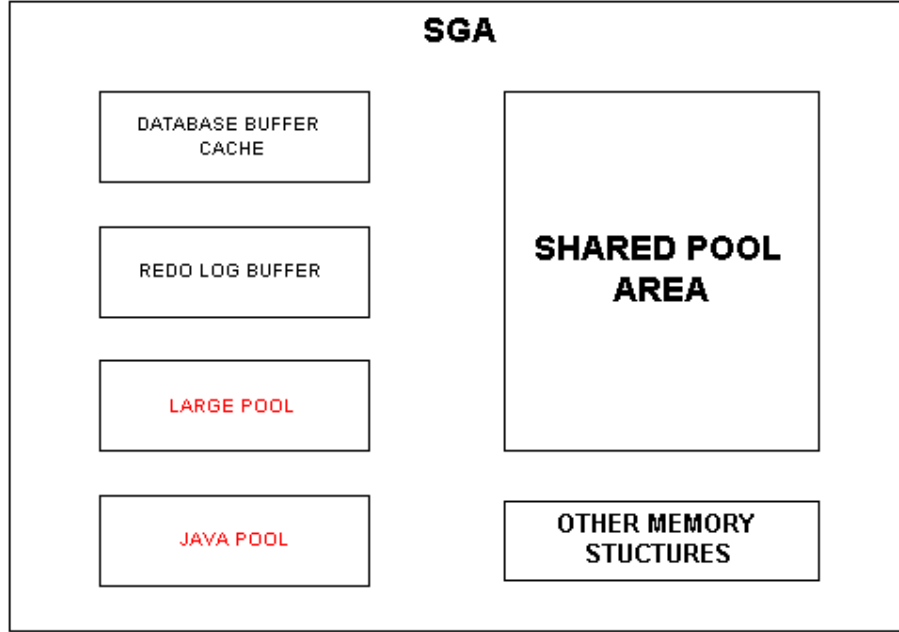 SGA
DATABASE BUFFER
CACHE
REDO LOG BUFFER
LARGE POOL
JAVA POOL
SHARED POOL
AREA
OTHER MEMORY
STUCTURES